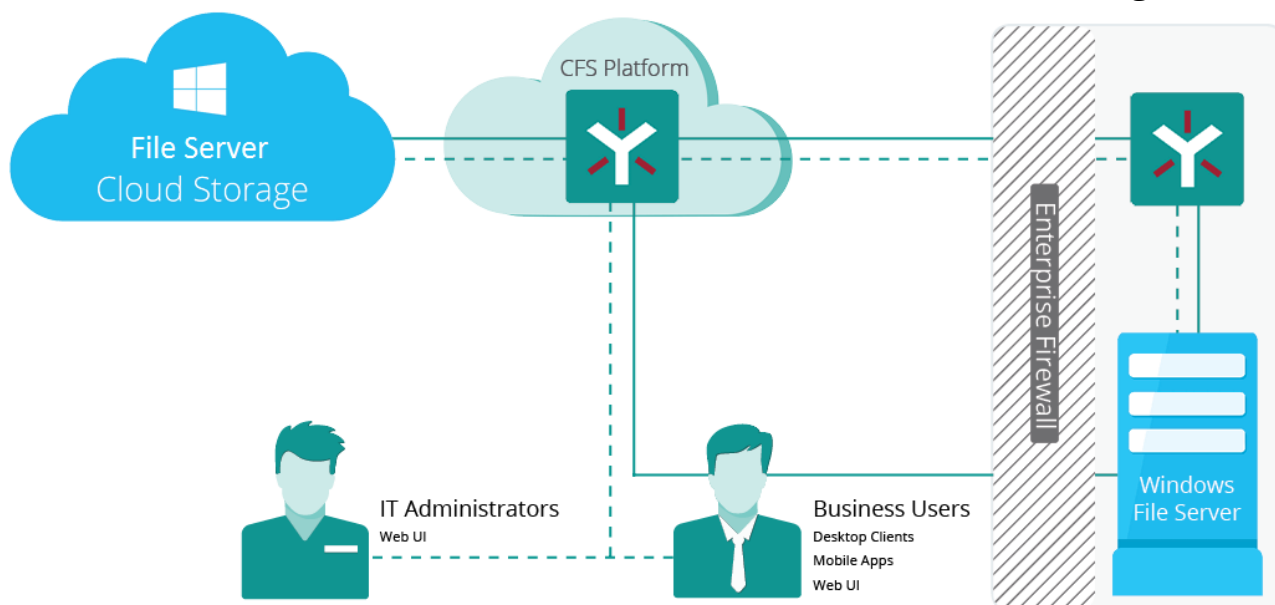 CFS Platform
File Server
Cloud Storage
Enterprise Firewall
Windows
File Server
IT Administrators
Web UI
Business Users
Desktop Clients
Mobile Apps
Web UI